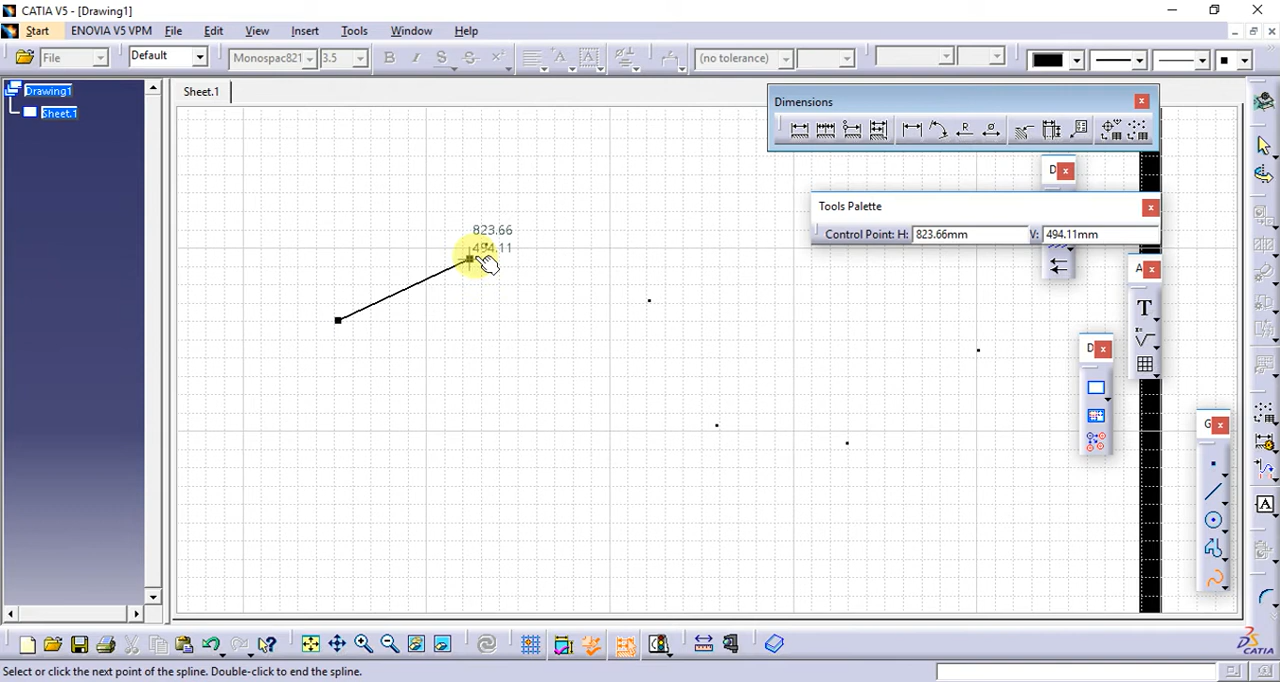 CATIA V5 - [Drawing1]
Start ENOVIA V5 VPM File Edit View Insert Tools Window Help
File Default Monospac821 3.5 B I S S (no tolerance)
Drawing1
Sheet.1
Sheet.1
Dimensions
D
Tools Palette
Control Point: H: 823.66mm V: 494.11mm
823.66
494.11
A
T
D
G
A
CATIA
Select or click the next point of the spline. Double-click to end the spline.